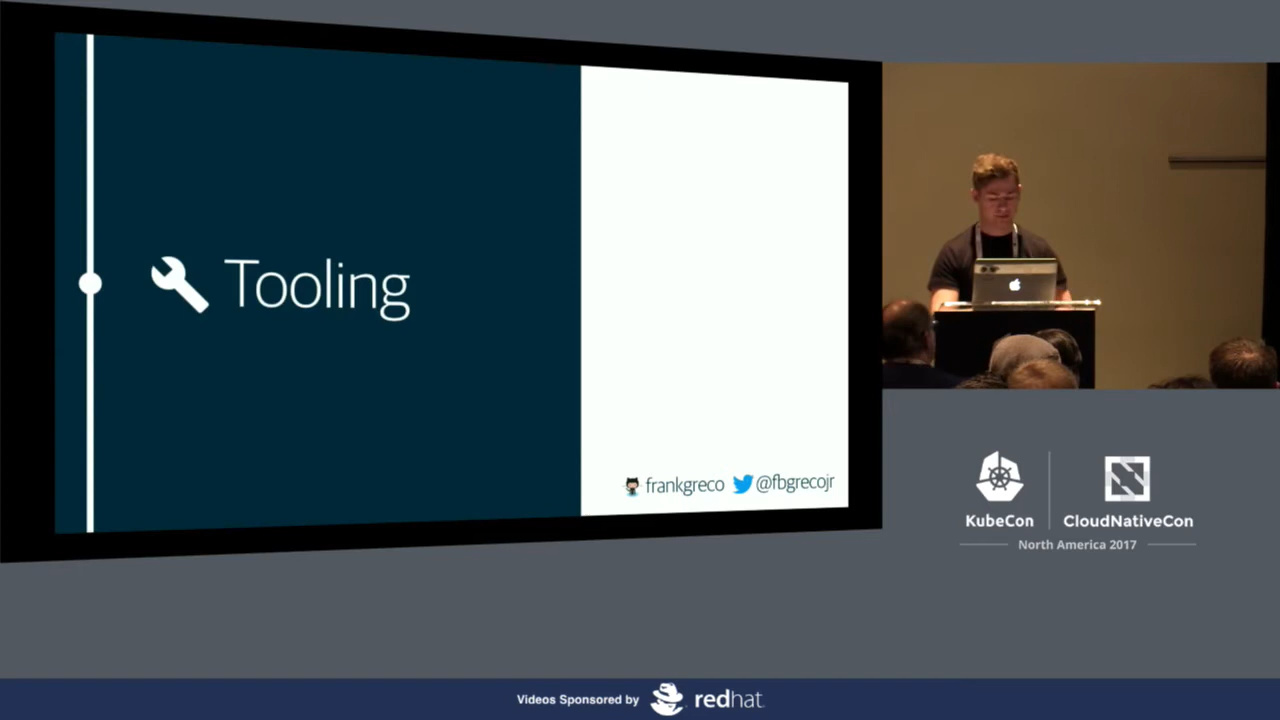 Tooling
frankgreco @fbgrecojr
KubeCon
CloudNativeCon
North America 2017
Videos Sponsored by redhat.